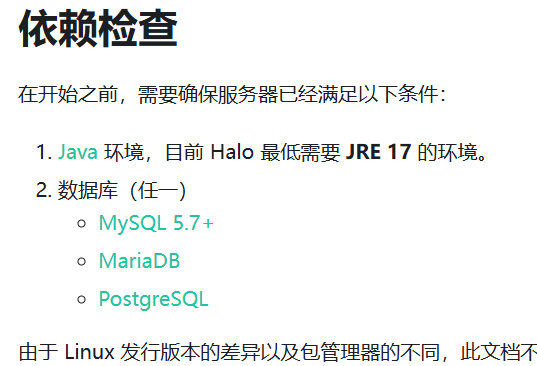 依赖检查
在开始之前，需要确保服务器已经满足以下条件：
1. Java 环境，目前 Halo 最低需要 JRE 17 的环境。
2. 数据库（任一）
MySQL 5.7+
MariaDB
PostgreSQL
由于 Linux 发行版本的差异以及包管理器的不同，此文档不